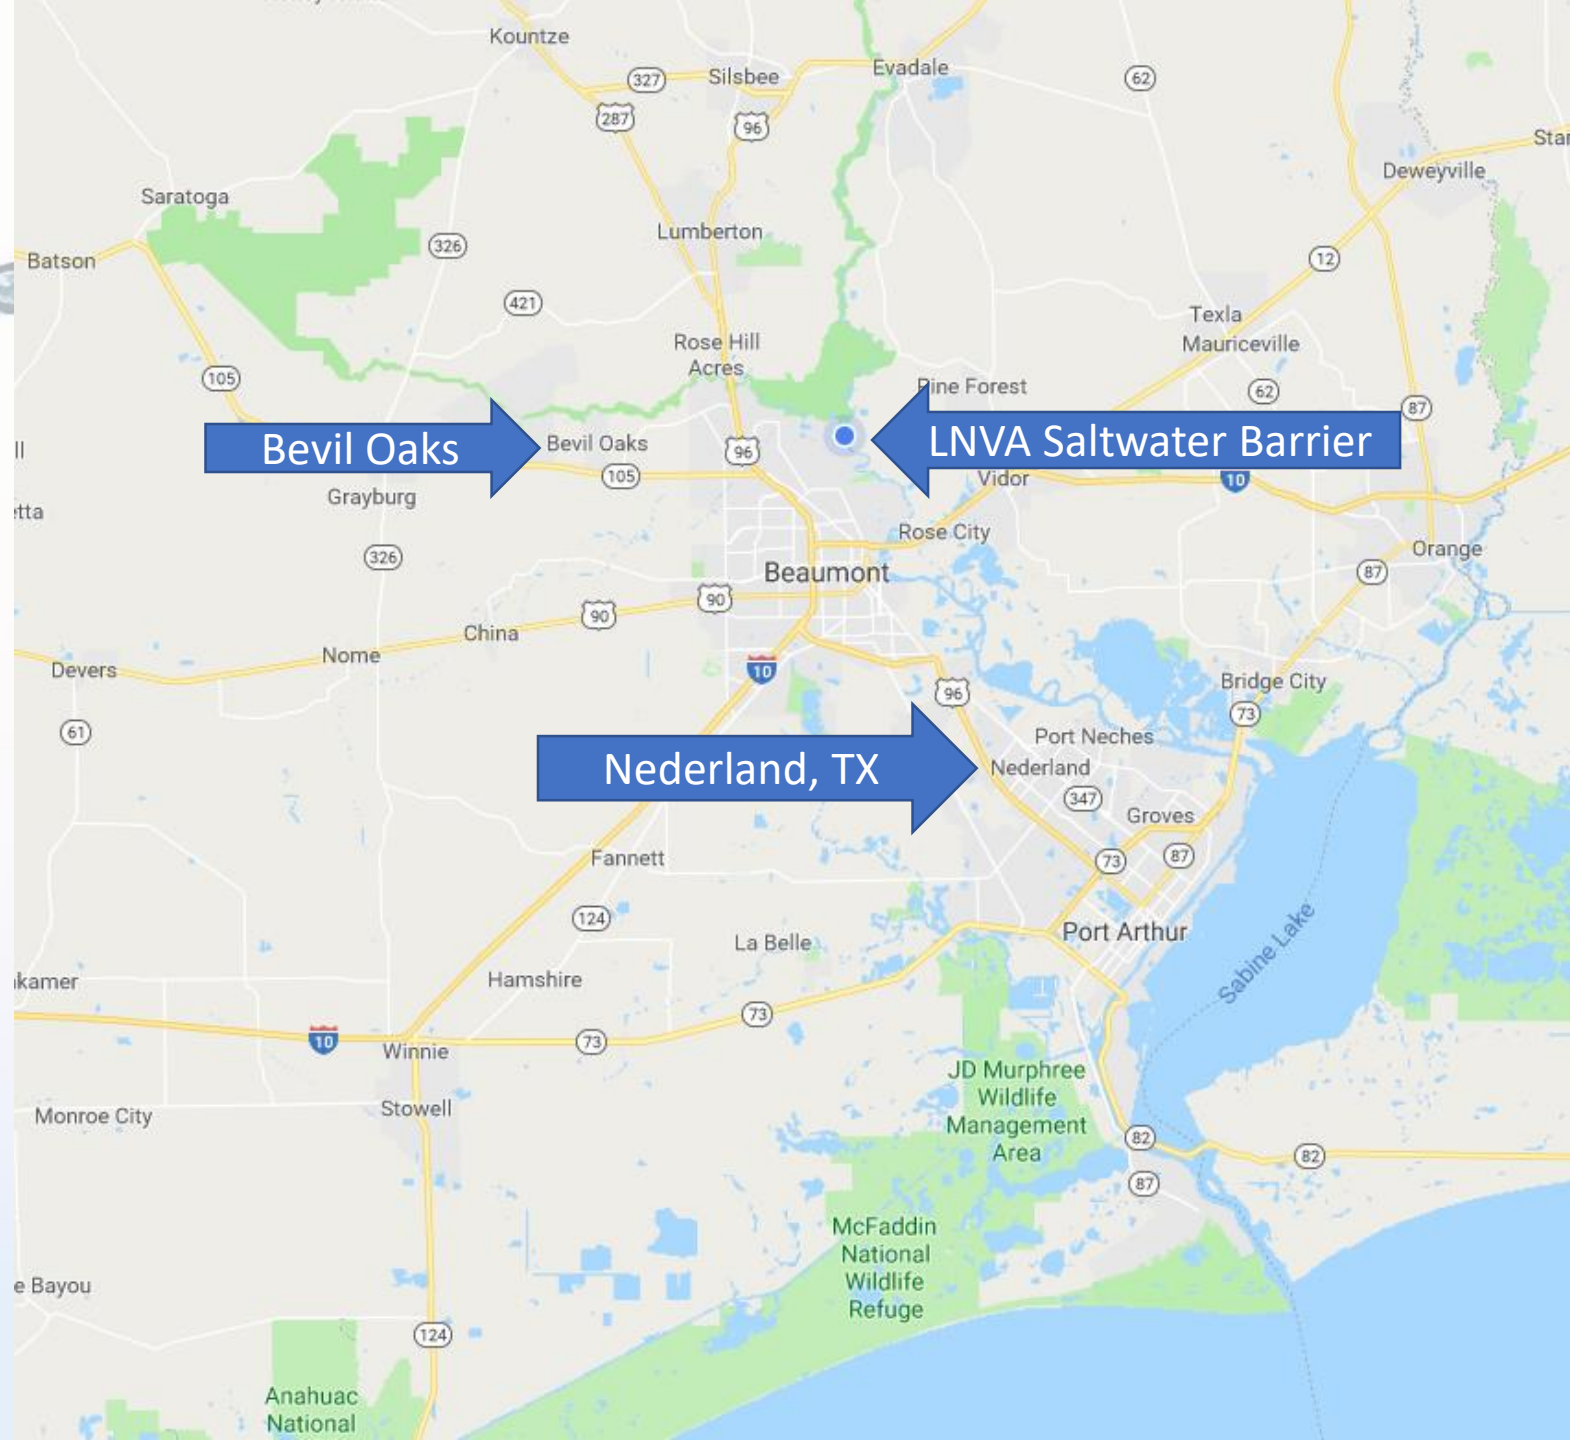 Kountze
Evadale
Silsbee
327
62
287
96
Star
Deweyville
Saratoga
Lumberton
326
Batson
12
421
Texla
Rose Hill
Acres
Mauriceville
105
Pine Forest
62
87
Bevil Oaks
Bevil Oaks
96
LNVA Saltwater Barrier
ll
105
Vidor
10
Grayburg
etta
Rose City
326
Orange
Beaumont
87
90
90
China
Nome
Devers
10
Bridge City
96
73
61
Port Neches
Nederland, TX
Nederland
347
Groves
Fannett
73
87
124
Port Arthur
La Belle
Sabine Lake
kamer
Hamshire
73
10
73
Winnie
JD Murphree
Wildlife
Management
Area
Stowell
Monroe City
82
82
87
McFaddin
National
Wildlife
Refuge
e Bayou
124
Anahuac
National